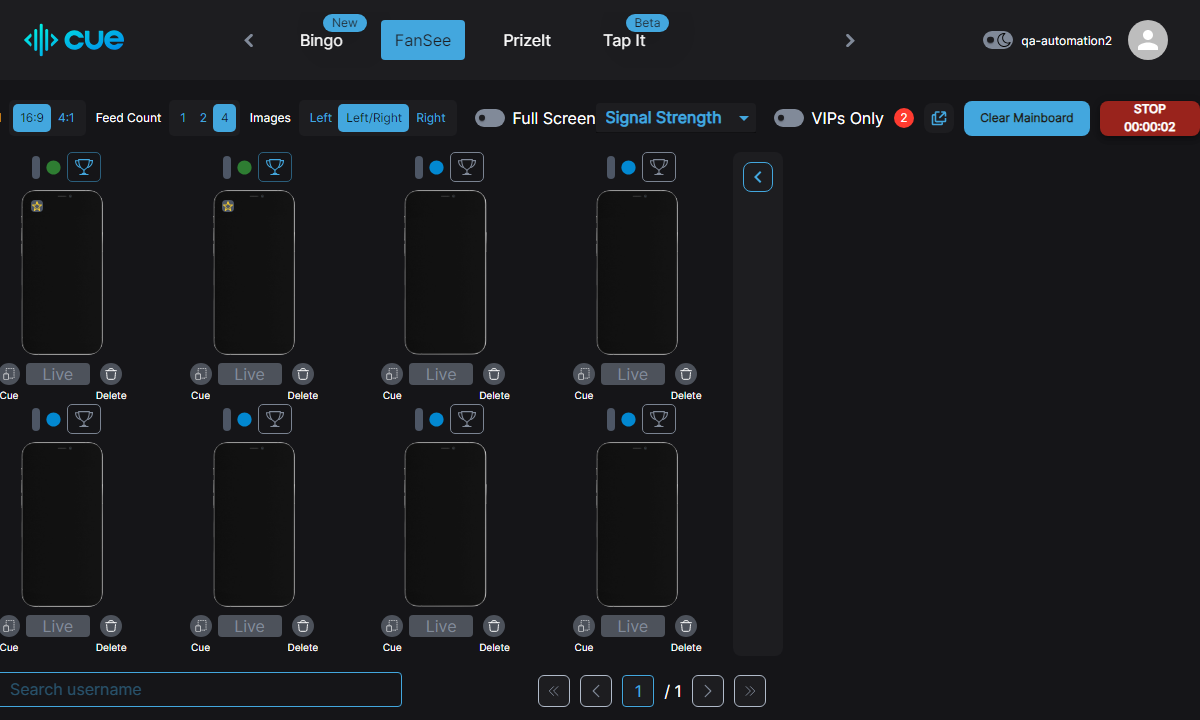 cue
New
Beta
Bingo
FanSee
PrizeIt
Tap It
qa-automation2
16:9
4:1
Feed Count
1
2
4
Images
Left
Left/Right
Right
Full Screen
Signal Strength
VIPs Only
2
Clear Mainboard
STOP
00:00:02
Live
Live
Live
Live
Cue
Delete
Cue
Delete
Cue
Delete
Cue
Delete
Live
Live
Live
Live
Cue
Delete
Cue
Delete
Cue
Delete
Cue
Delete
Search username
1
/ 1